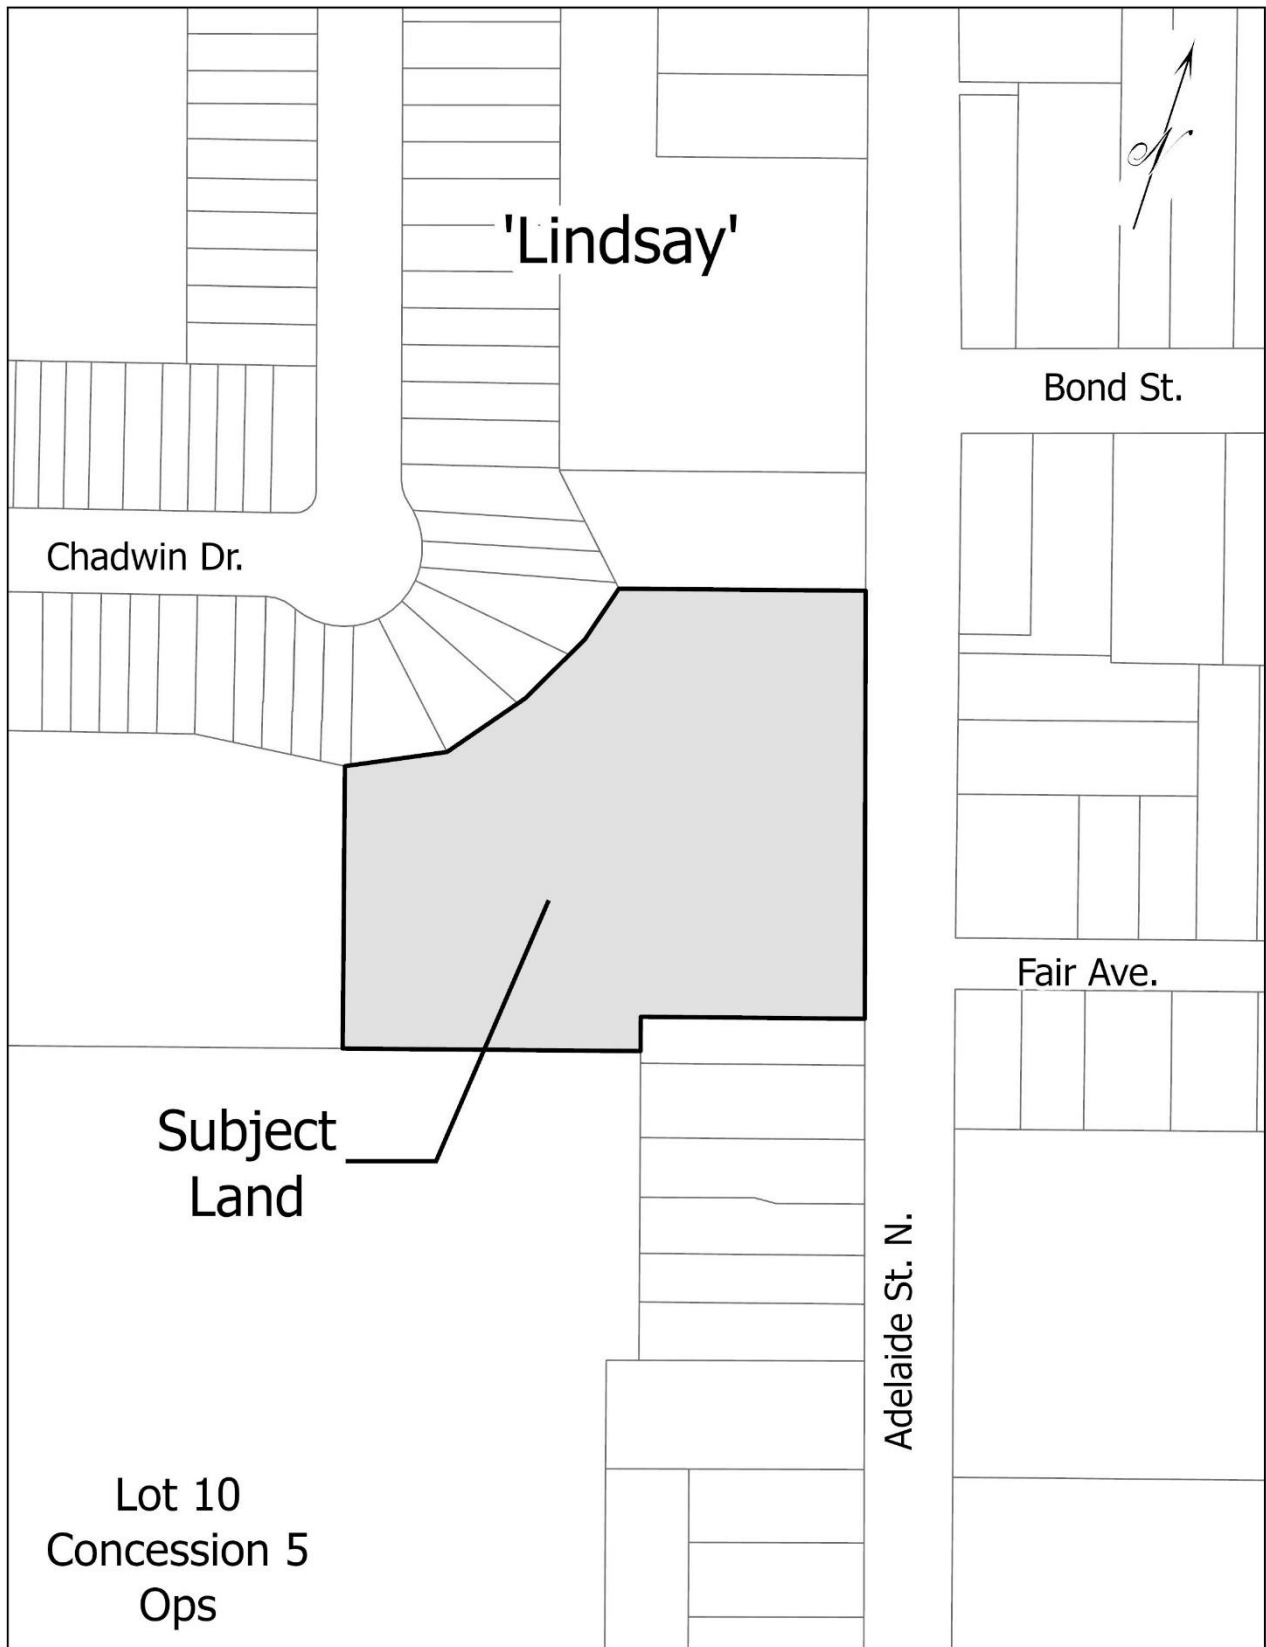 N
'Lindsay'
Bond St.
Chadwin Dr.
Fair Ave.
Subject
Land
Adelaide St. N.
Lot 10
Concession 5
Ops